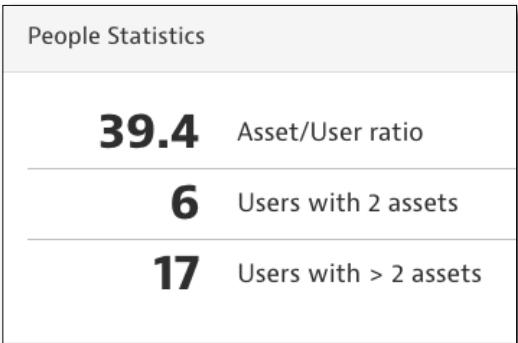 People Statistics
39.4 Asset/User ratio
6 Users with 2 assets
17 Users with > 2 assets